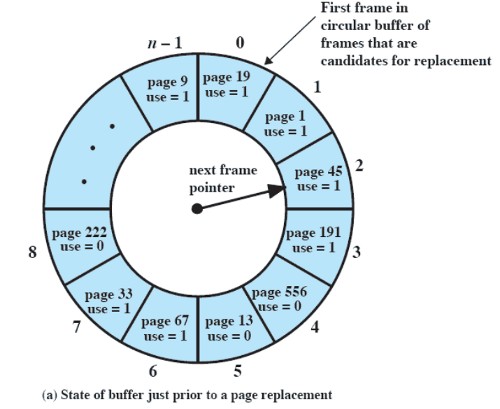 First frame in
circular buffer of
frames that are
candidates for replacement
n – 1
0
page 9
use = 1
page 19
use = 1
1
page 1
use = 1
next frame
pointer
page 45
use = 1
2
page 222
use = 0
8
page 191
use = 1
3
page 33
use = 1
7
page 556
use = 0
4
page 67
use = 1
6
page 13
use = 0
5
(a) State of buffer just prior to a page replacement